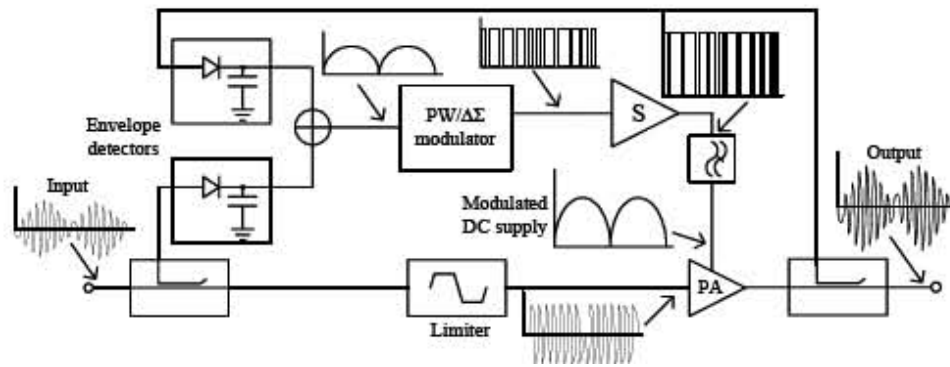 Envelope
detectors
PW/ΔΣ
modulator
S
Input
Output
Modulated
DC supply
PA
Limiter